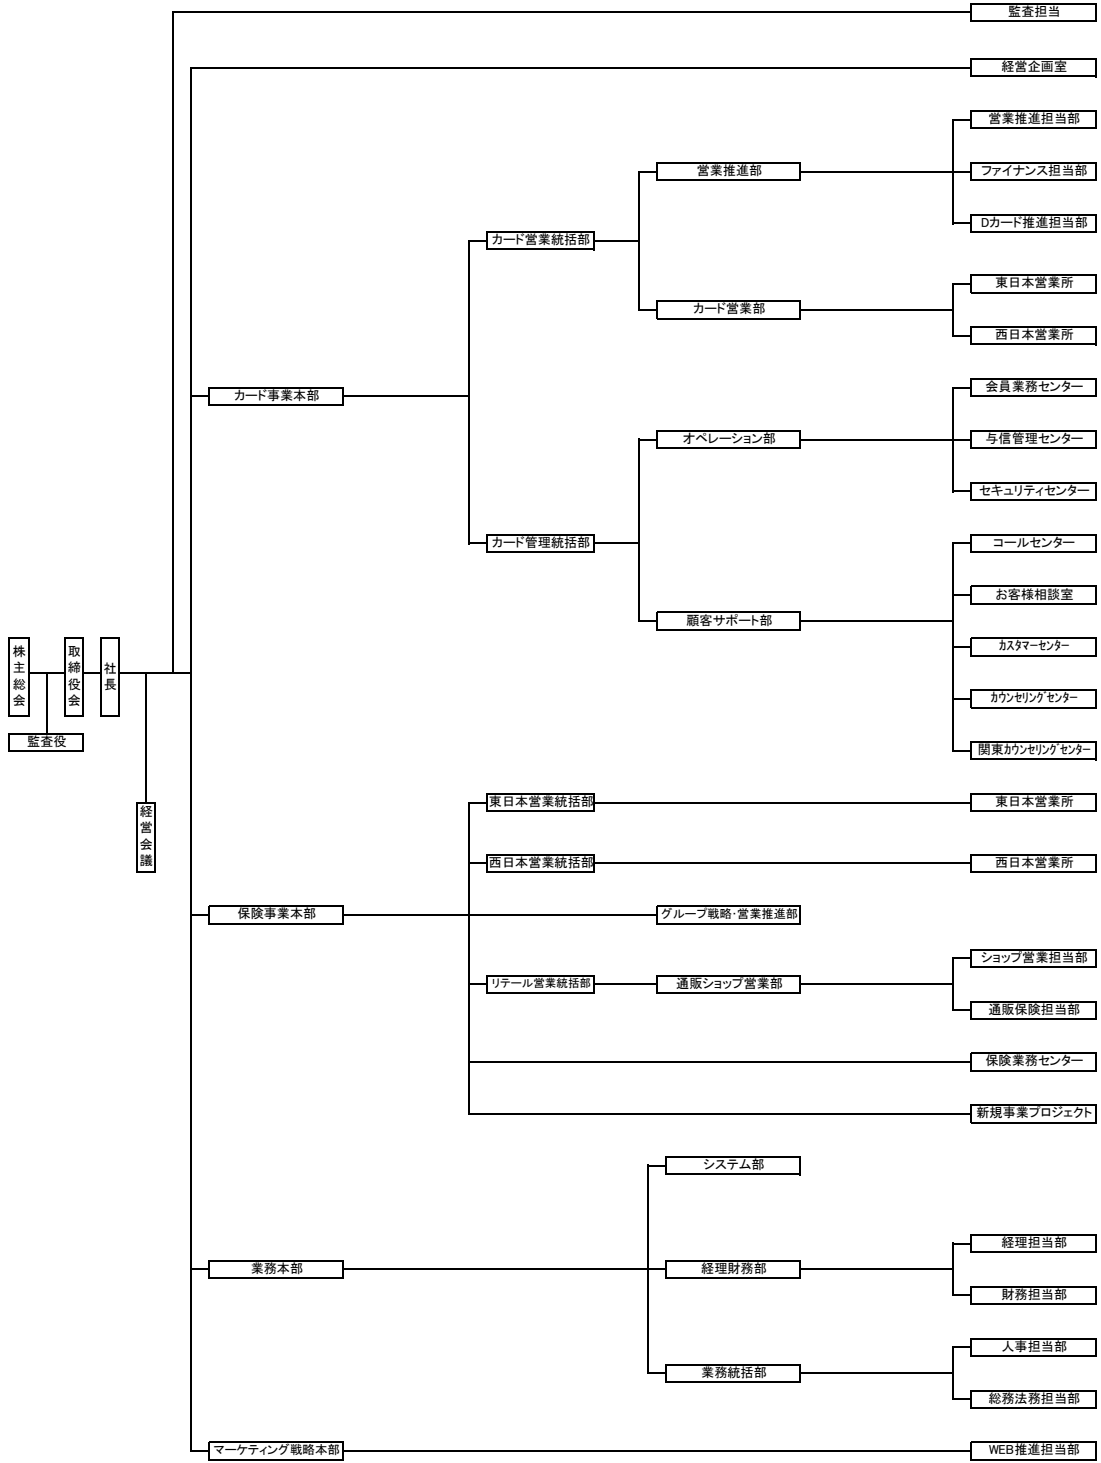 監査担当
経営企画室
営業推進担当部
営業推進部
ファイナンス担当部
Dカード推進担当部
カード営業統括部
東日本営業所
カード営業部
西日本営業所
カード事業本部
会員業務センター
オペレーション部
与信管理センター
セキュリティセンター
カード管理統括部
コールセンター
お客様相談室
顧客サポート部
カスタマーセンター
株主総会
取締役会
社長
カウンセリングセンター
監査役
関東カウンセリングセンター
経営会議
東日本営業統括部
東日本営業所
西日本営業統括部
西日本営業所
保険事業本部
グループ戦略・営業推進部
ショップ営業担当部
リテール営業統括部
通販ショップ営業部
通販保険担当部
保険業務センター
新規事業プロジェクト
システム部
経理担当部
業務本部
経理財務部
財務担当部
人事担当部
業務統括部
総務法務担当部
マーケティング戦略本部
WEB推進担当部